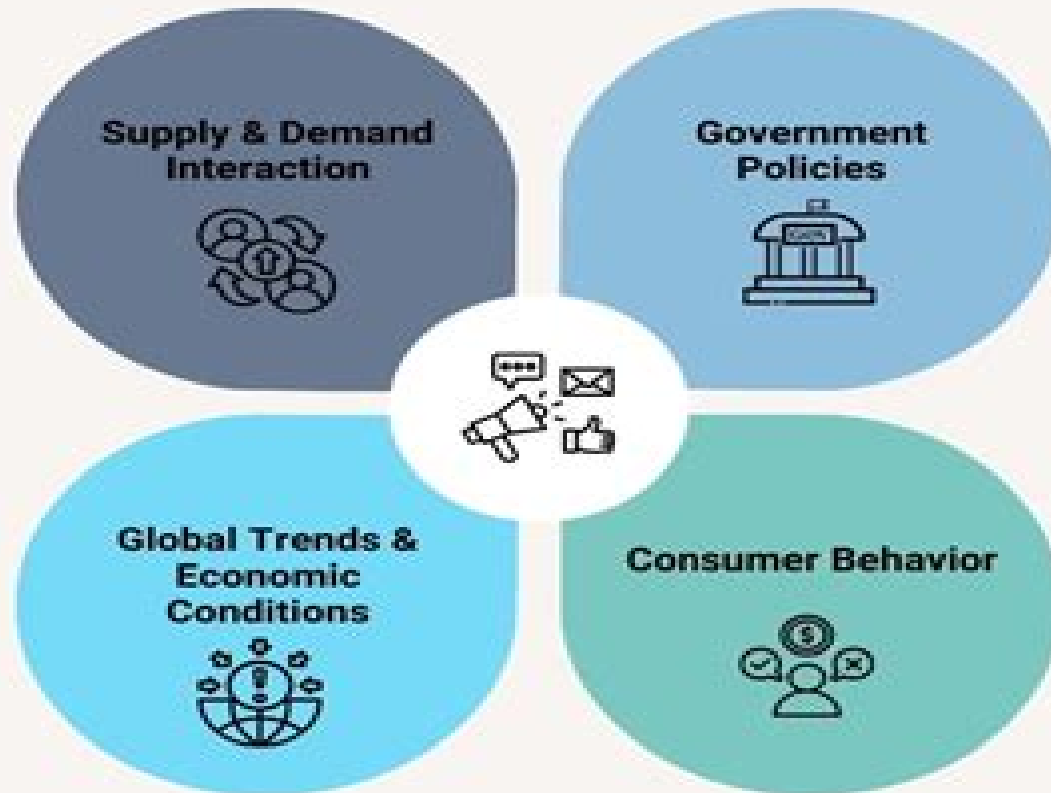 Supply & Demand
Interaction
Government
Policies
Global Trends &
Economic
Conditions
Consumer Behavior
$